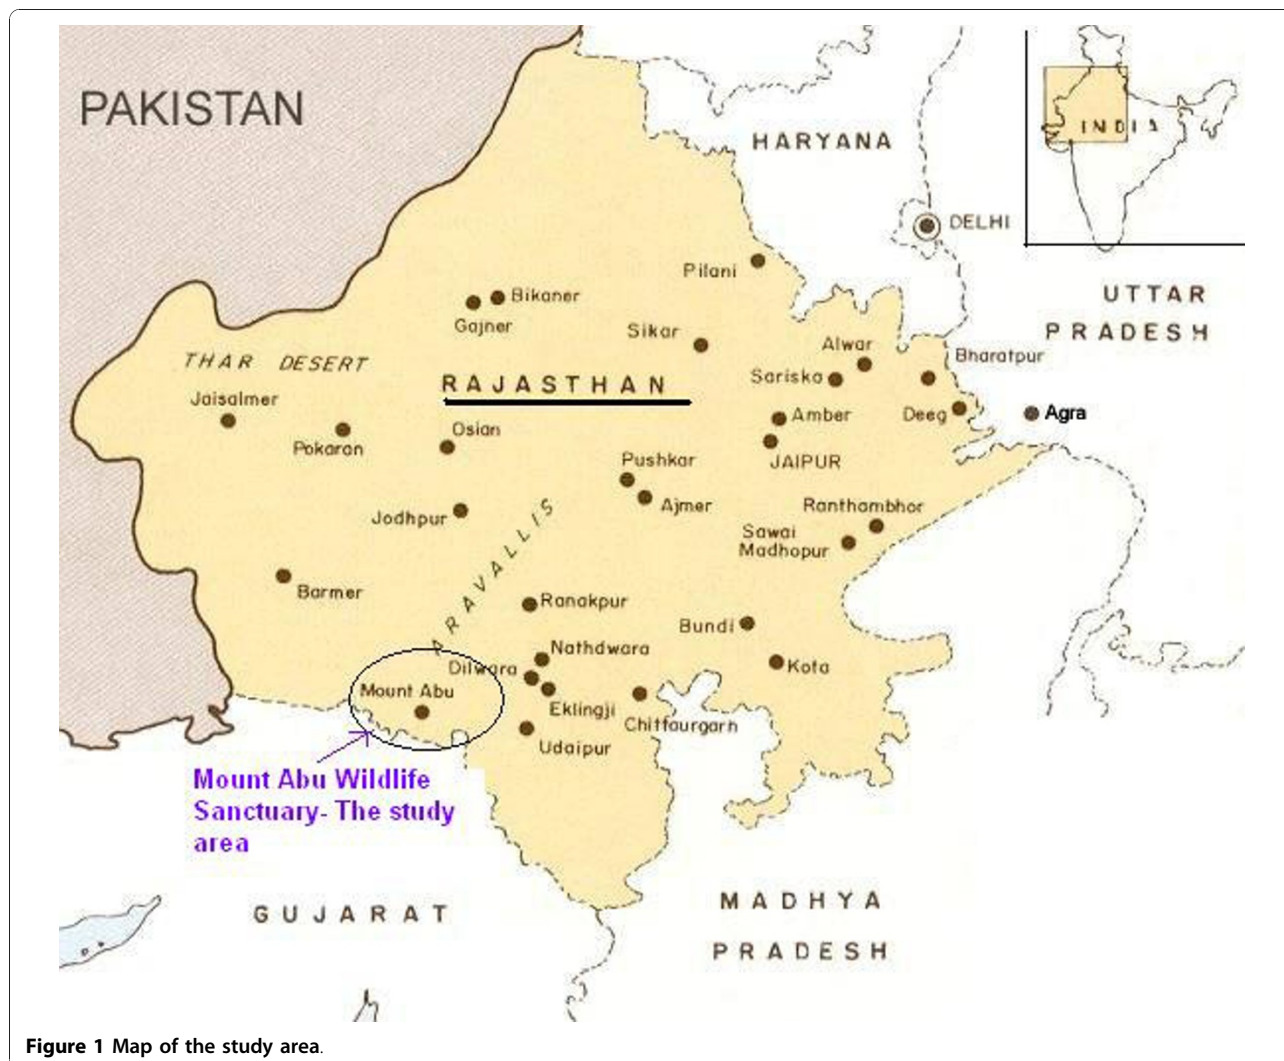 PAKISTAN
HARYANA
INDIA
DELHI
Pilani
UTTAR
PRADESH
Bikaner
Gajner
Sikar
Alwar
Bharatpur
THAR DESERT
RAJASTHAN
Sariska
Jaisalmer
Amber
Deeg
Agra
Pokaran
Osian
JAIPUR
Pushkar
Ajmer
Ranthambhor
Jodhpur
ARAVALLIS
Sawai
Madhopur
Barmer
Ranakpur
Bundi
Nathdwara
Dilwara
Kota
Mount Abu
Eklingji
Chittaurgarh
Udaipur
Mount Abu Wildlife
Sanctuary- The study
area
GUJARAT
MADHYA
PRADESH
Figure 1 Map of the study area.